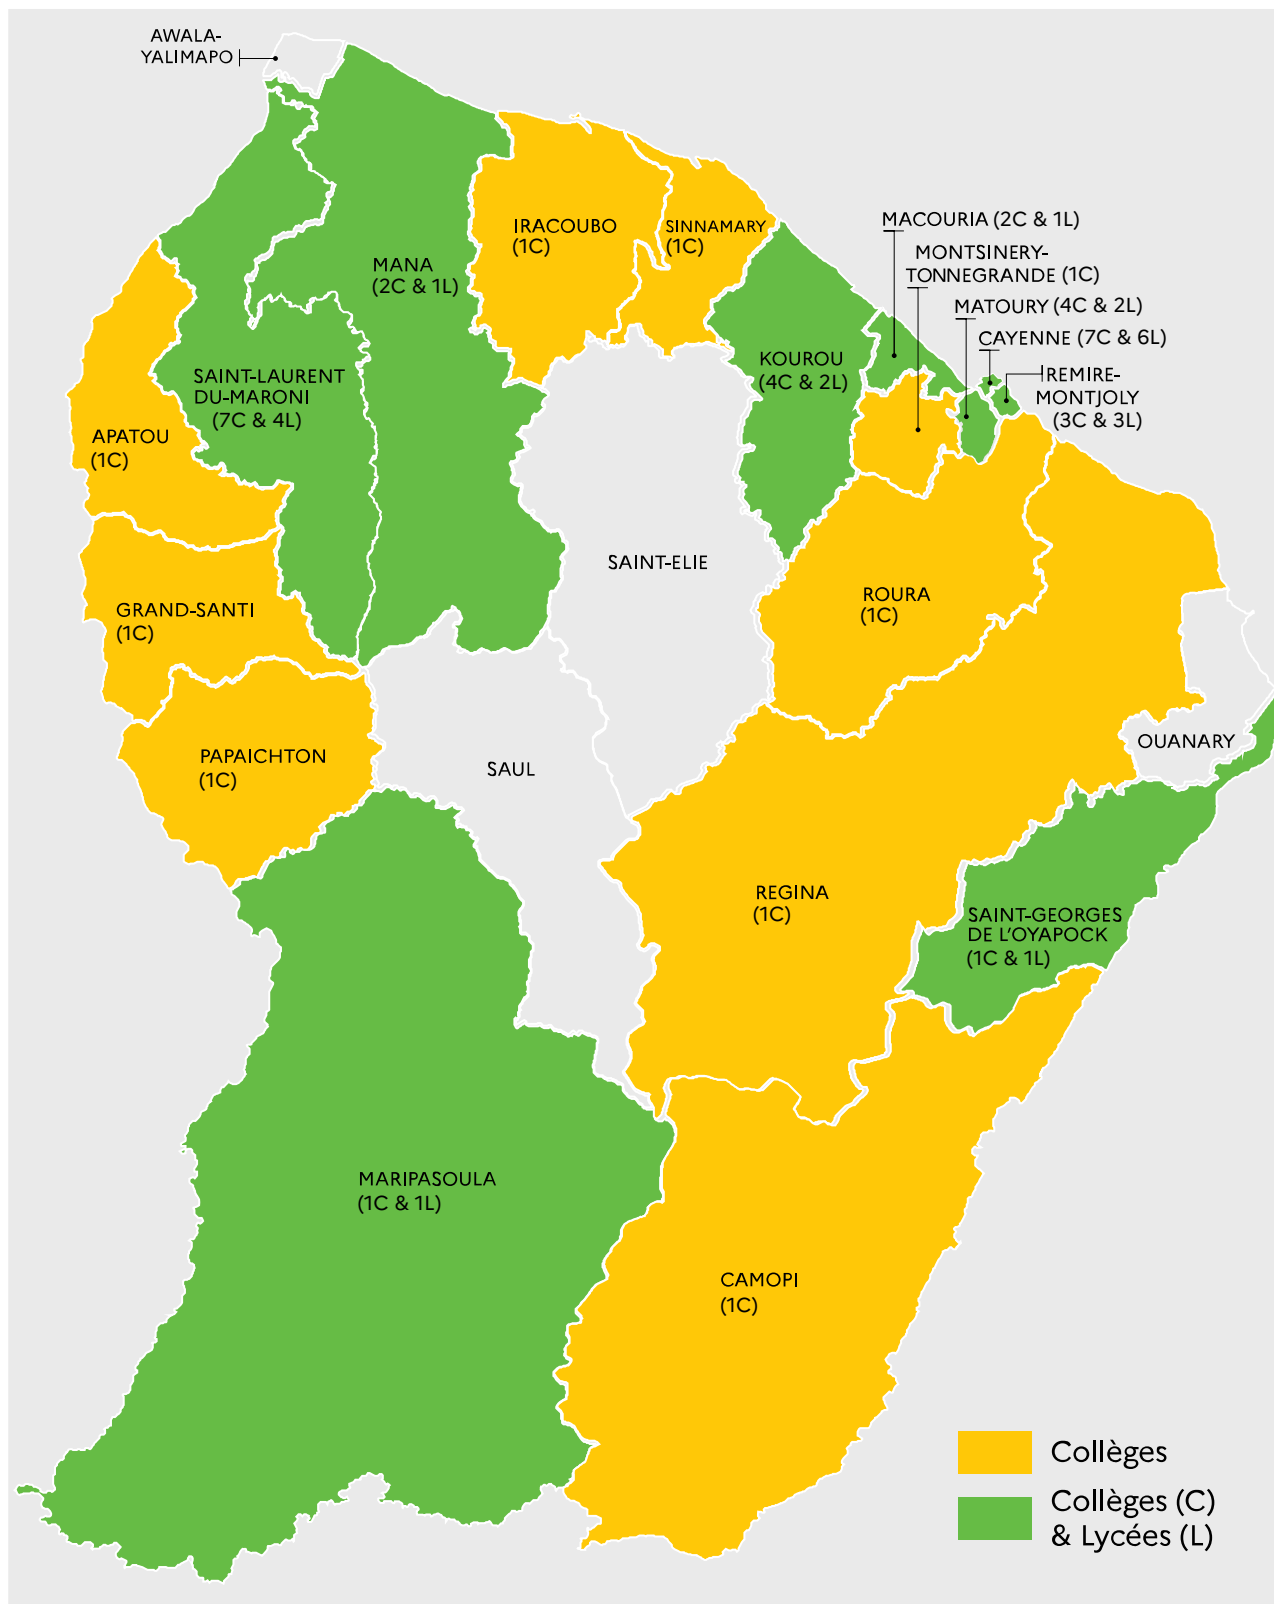 AWALA-
YALIMAPO
IRACOUBO
(1C)
SINNAMARY
(1C)
MACOURIA (2C & 1L)
MONTSINERY-
TONNEGRANDE (1C)
MATOURY (4C & 2L)
CAYENNE (7C & 6L)
REMIRE-
MONTJOLY
(3C & 3L)
MANA
(2C & 1L)
KOUROU
(4C & 2L)
SAINT-LAURENT
DU-MARONI
(7C & 4L)
APATOU
(1C)
SAINT-ELIE
ROURA
(1C)
GRAND-SANTI
(1C)
PAPAICHTON
(1C)
SAUL
OUANARY
REGINA
(1C)
SAINT-GEORGES
DE L'OYAPOCK
(1C & 1L)
MARIPASOULA
(1C & 1L)
CAMOPI
(1C)
Collèges
Collèges (C)
& Lycées (L)